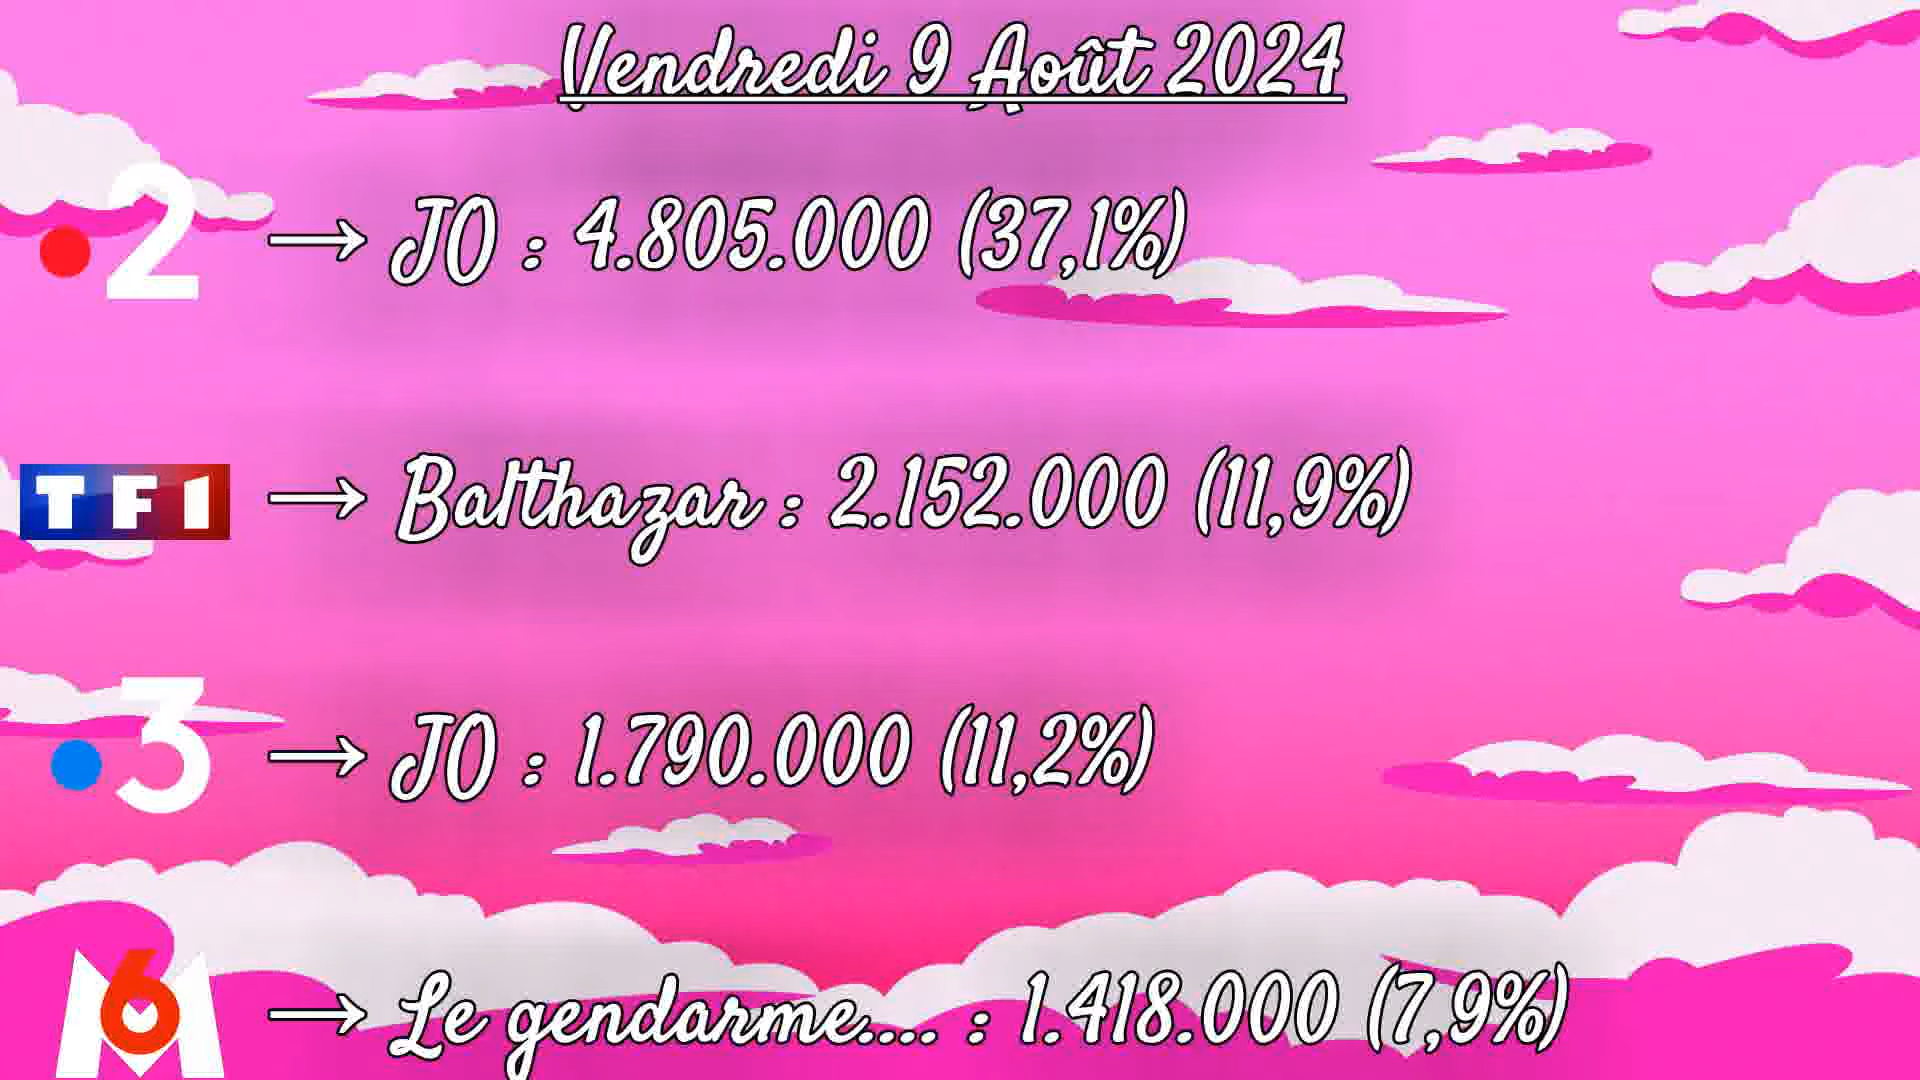 Vendredi 9 Août 2024
2 → JO : 4.805.000 (37,1%)
TF1 → Balthazar : 2.152.000 (11,9%)
3 → JO : 1.790.000 (11,2%)
M6 → Le gendarme.... : 1.418.000 (7,9%)